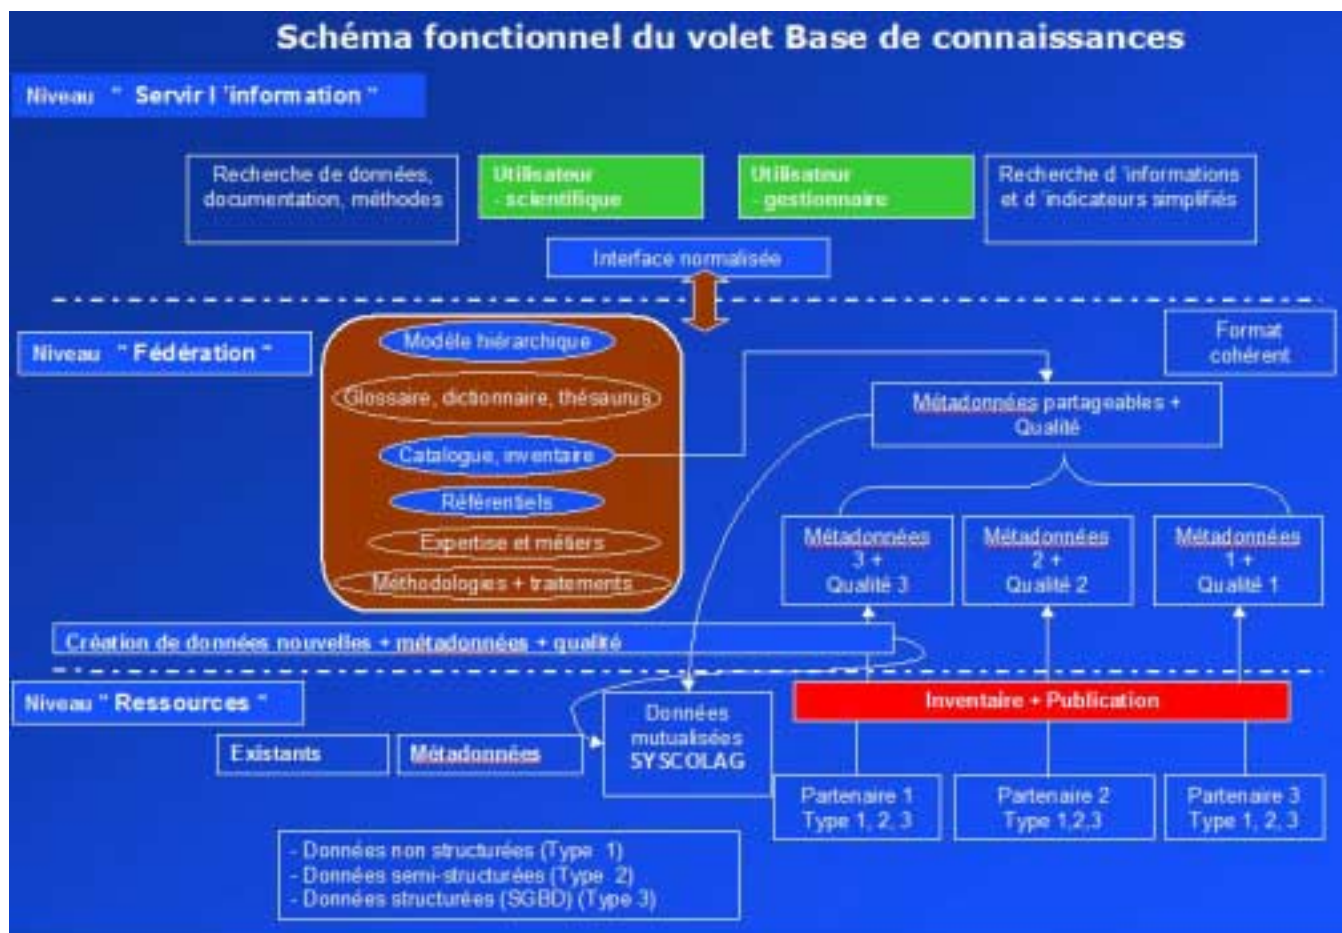 Schéma fonctionnel du volet Base de connaissances
Niveau " Servir l 'information "
Recherche de données,
documentation, méthodes
Utilisateur
- scientifique
Utilisateur
- gestionnaire
Recherche d 'informations
et d 'indicateurs simplifiés
Interface normalisée
Niveau " Fédération "
Modèle hiérarchique
Glossaire, dictionnaire, thésaurus
Catalogue, inventaire
Référentiels
Expertise et métiers
Méthodologies + traitements
Format
cohérent
Métadonnées partageables +
Qualité
Métadonnées
3 +
Qualité 3
Métadonnées
2 +
Qualité 2
Métadonnées
1 +
Qualité 1
Création de données nouvelles + métadonnées + qualité
Niveau " Ressources "
Existants
Métadonnées
Données
mutualisées
SYSCOLAG
Inventaire + Publication
Partenaire 1
Type 1, 2, 3
Partenaire 2
Type 1,2,3
Partenaire 3
Type 1, 2, 3
- Données non structurées (Type 1)
- Données semi-structurées (Type 2)
- Données structurées (SGBD) (Type 3)